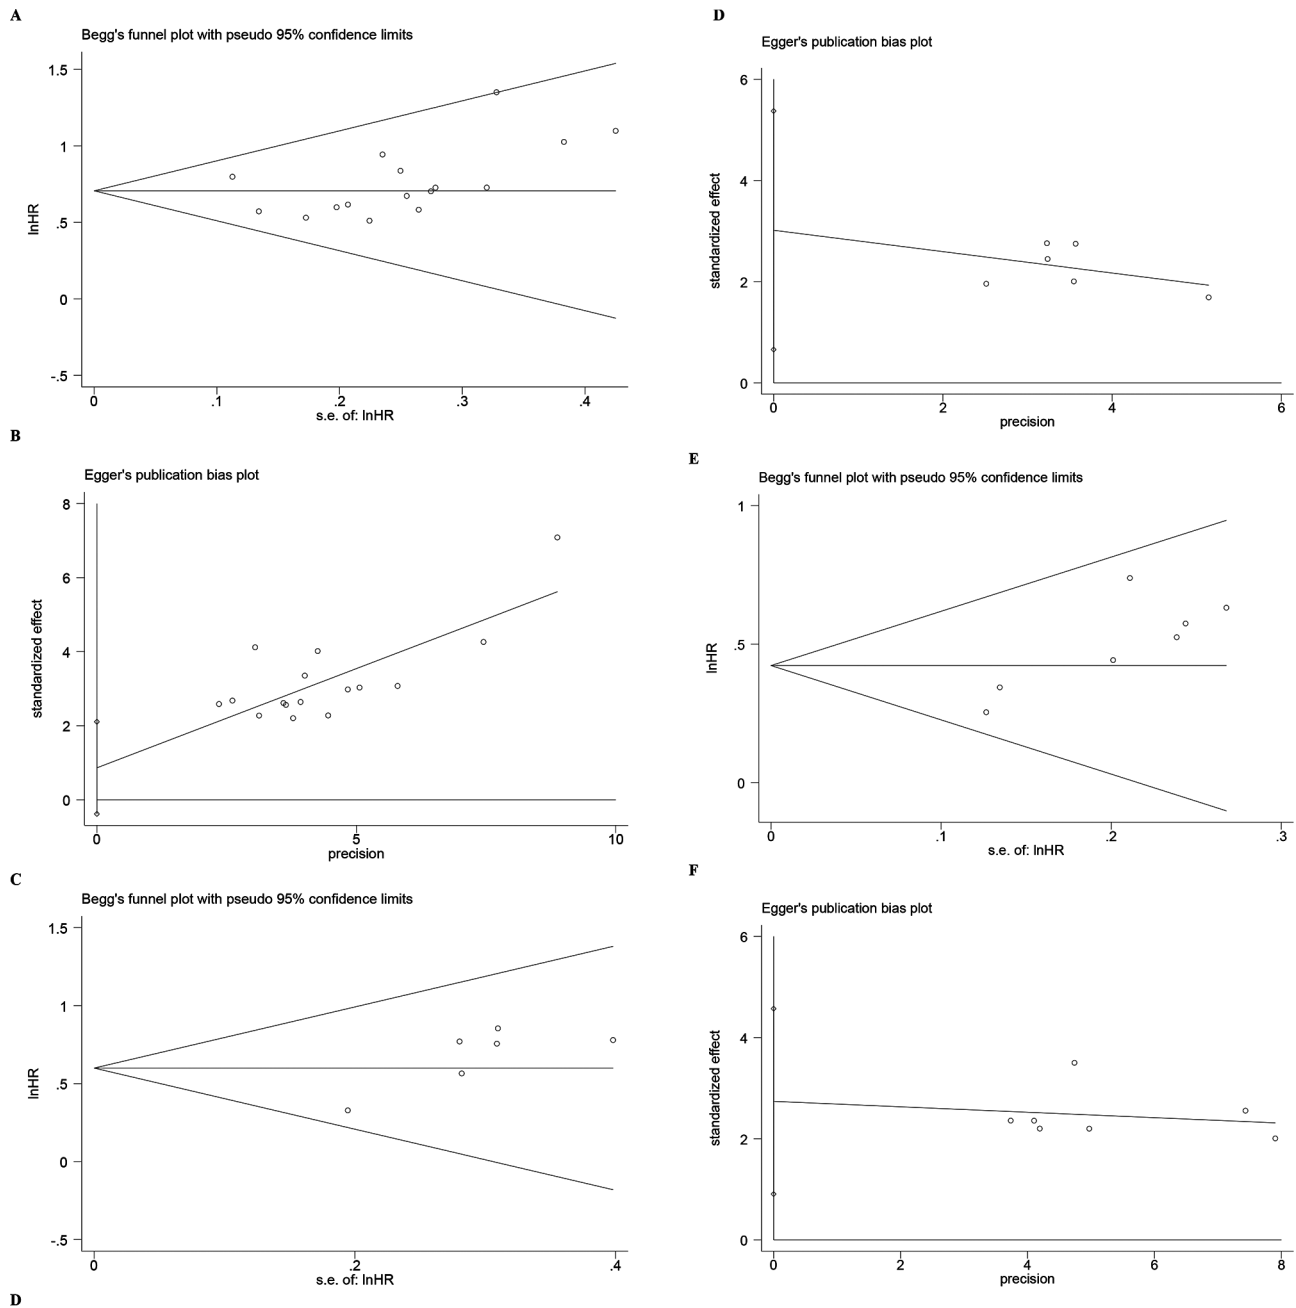 A
Begg's funnel plot with pseudo 95% confidence limits
lnHR
1.5
1
.5
0
-.5
0 .1 .2 .3 .4
s.e. of: lnHR
B
Egger's publication bias plot
standardized effect
8
6
4
2
0
0 5 10
precision
C
Begg's funnel plot with pseudo 95% confidence limits
lnHR
1.5
1
.5
0
-.5
0 .2 .4
s.e. of: lnHR
D
D
Egger's publication bias plot
standardized effect
6
4
2
0
0 2 4 6
precision
E
Begg's funnel plot with pseudo 95% confidence limits
lnHR
1
.5
0
0 .1 .2 .3
s.e. of: lnHR
F
Egger's publication bias plot
standardized effect
6
4
2
0
0 2 4 6 8
precision